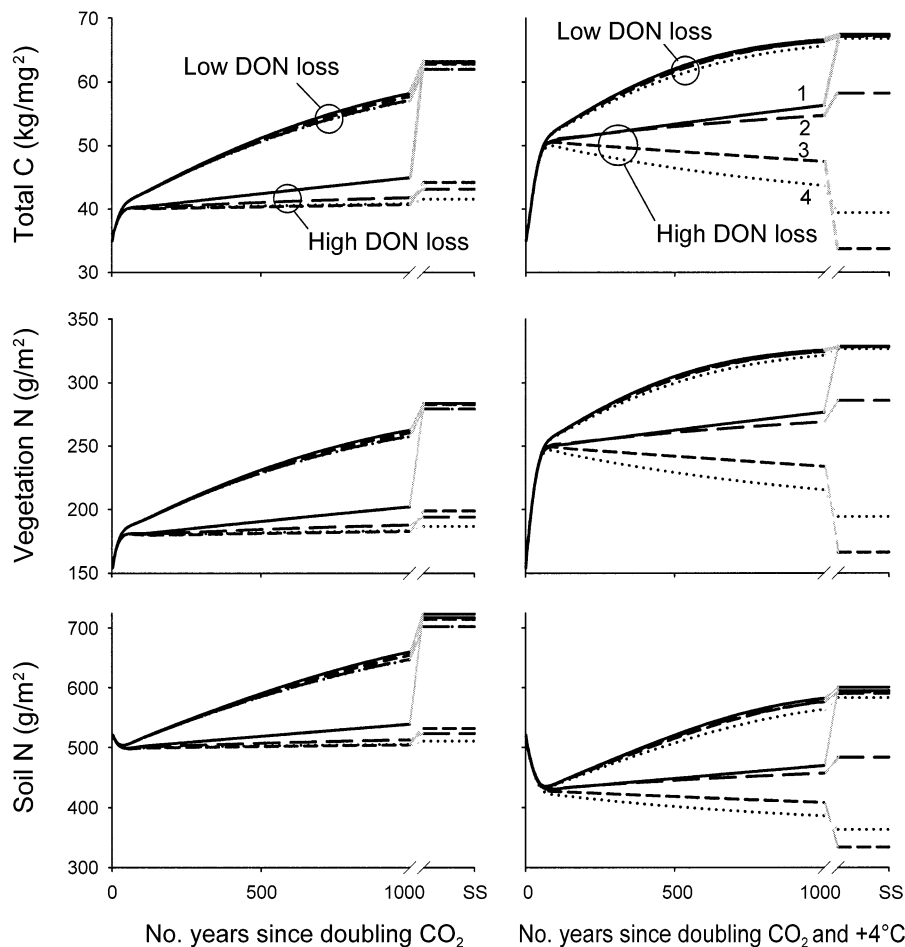 Total C (kg/mg²)
70
60
50
40
30
Low DON loss
High DON loss
Low DON loss
High DON loss
1
2
3
4
Vegetation N (g/m²)
350
300
250
200
150
Soil N (g/m²)
700
600
500
400
300
0 500 1000 SS
No. years since doubling CO₂
0 500 1000 SS
No. years since doubling CO₂ and +4°C